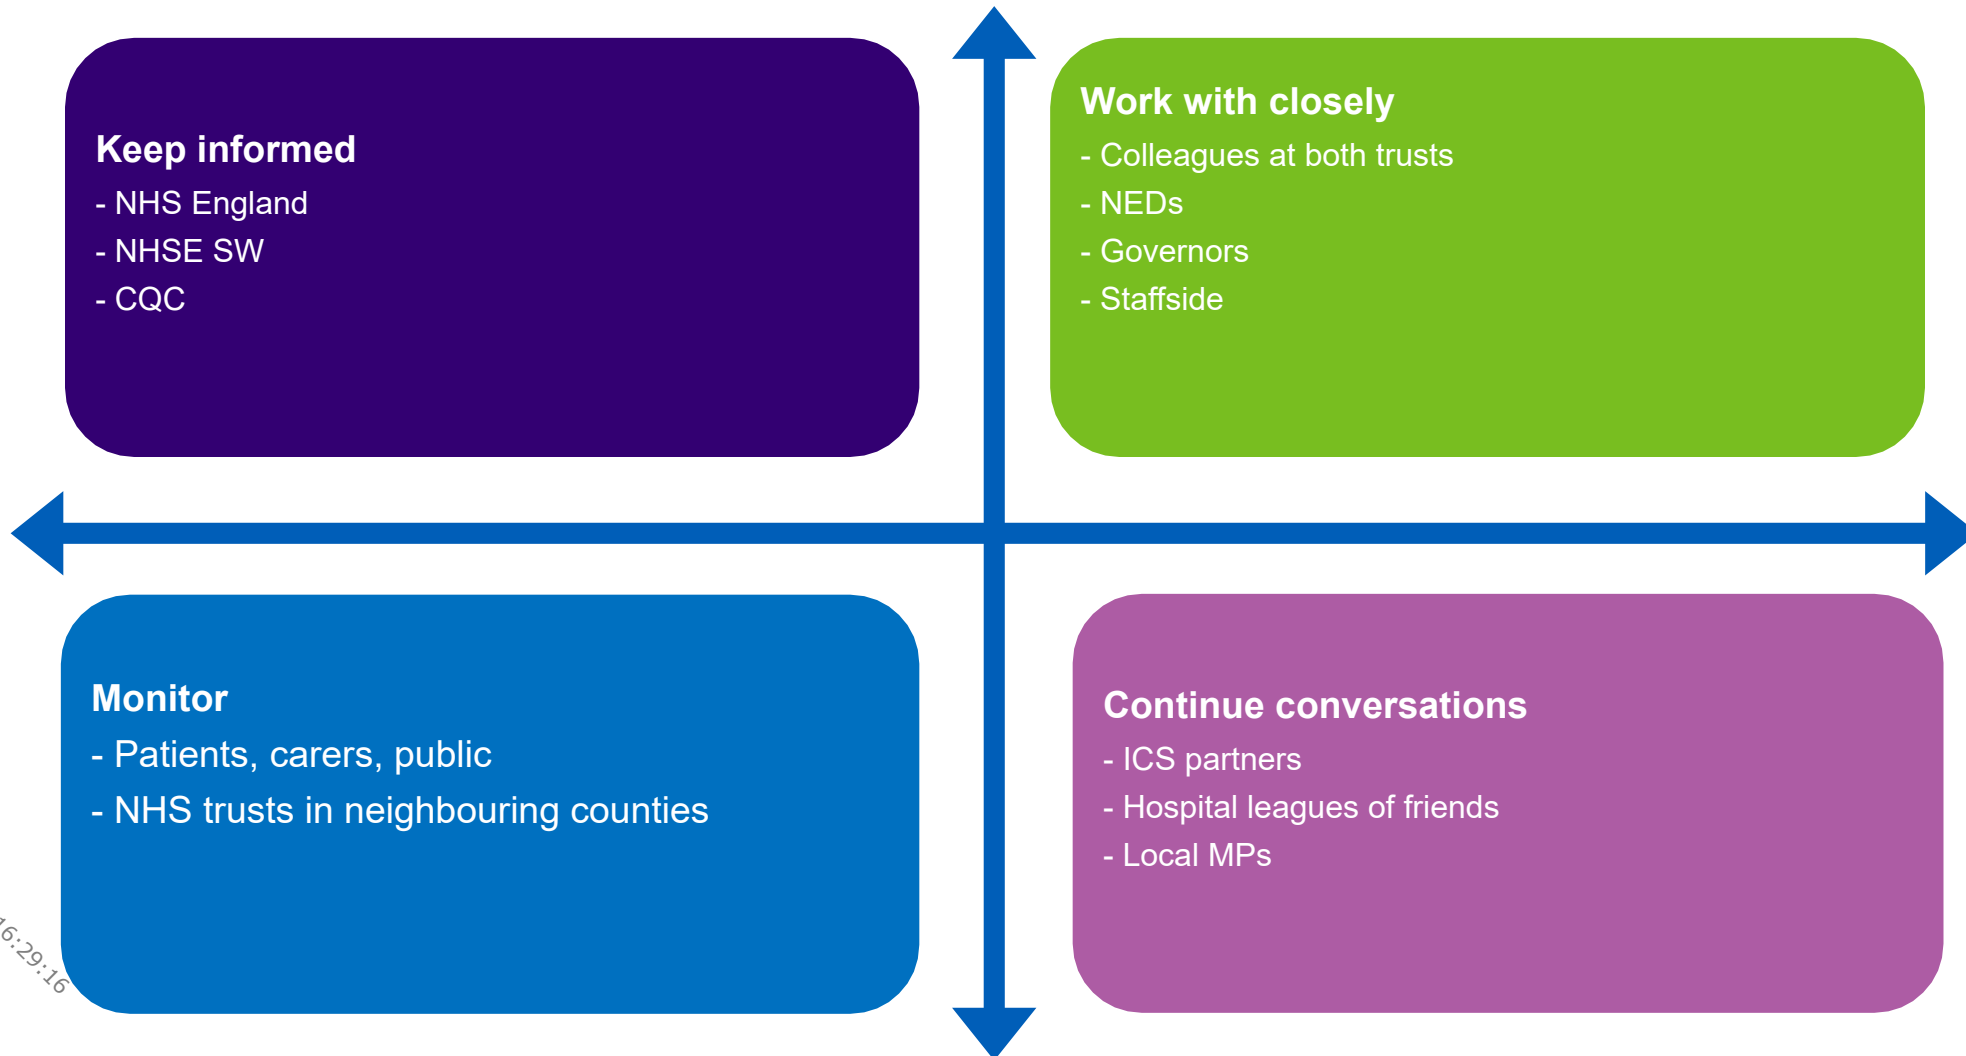 Keep informed
- NHS England
- NHSE SW
- CQC
Work with closely
- Colleagues at both trusts
- NEDs
- Governors
- Staffside
Monitor
- Patients, carers, public
- NHS trusts in neighbouring counties
Continue conversations
- ICS partners
- Hospital leagues of friends
- Local MPs
16:29:16